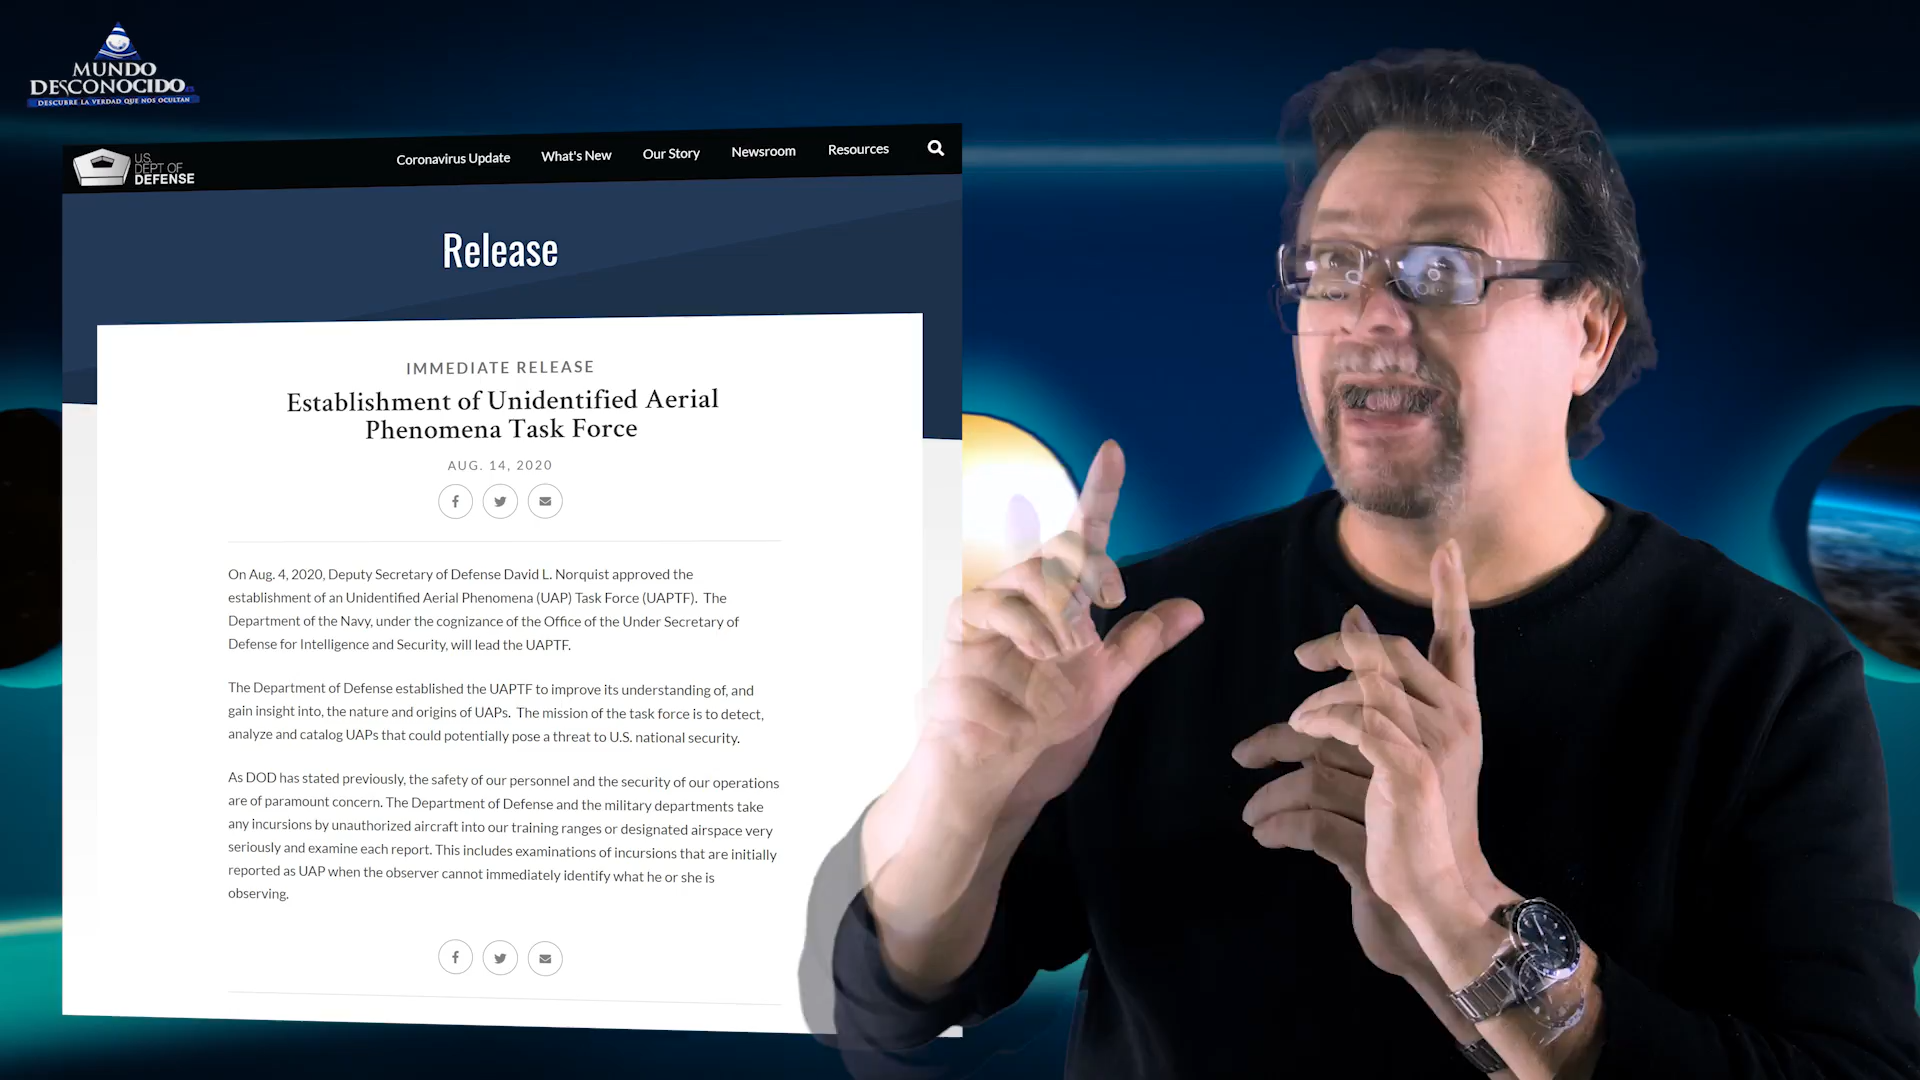 MUNDO
DESCONOCIDO
DESCUBRE LA VERDAD QUE NOS OCULTAN
U.S.
DEPT OF
DEFENSE
Coronavirus Update
What's New
Our Story
Newsroom
Resources
Release
IMMEDIATE RELEASE
Establishment of Unidentified Aerial
Phenomena Task Force
AUG. 14, 2020
On Aug. 4, 2020, Deputy Secretary of Defense David L. Norquist approved the
establishment of an Unidentified Aerial Phenomena (UAP) Task Force (UAPTF). The
Department of the Navy, under the cognizance of the Office of the Under Secretary of
Defense for Intelligence and Security, will lead the UAPTF.
The Department of Defense established the UAPTF to improve its understanding of, and
gain insight into, the nature and origins of UAPs. The mission of the task force is to detect,
analyze and catalog UAPs that could potentially pose a threat to U.S. national security.
As DOD has stated previously, the safety of our personnel and the security of our operations
are of paramount concern. The Department of Defense and the military departments take
any incursions by unauthorized aircraft into our training ranges or designated airspace very
seriously and examine each report. This includes examinations of incursions that are initially
reported as UAP when the observer cannot immediately identify what he or she is
observing.